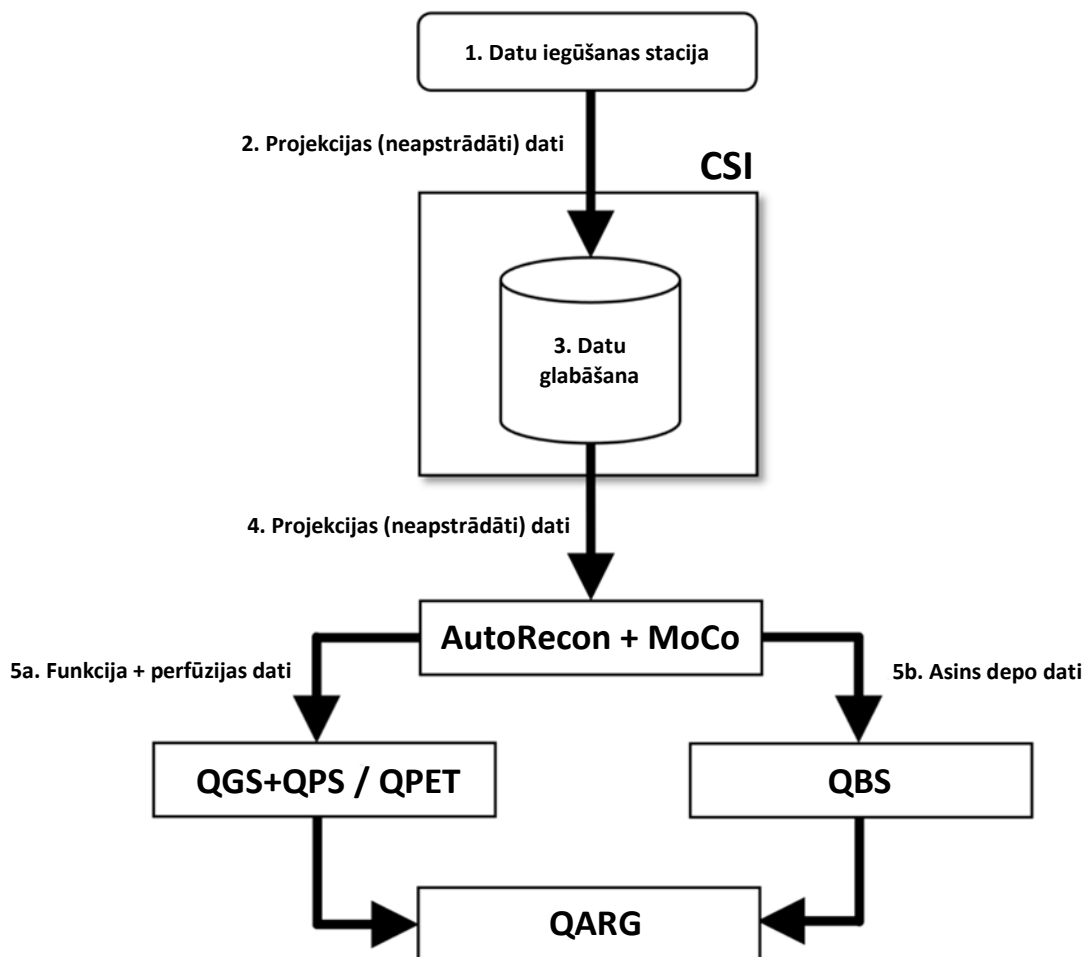 1. Datu iegūšanas stacija
2. Projekcijas (neapstrādāti) dati
CSI
3. Datu
glabāšana
4. Projekcijas (neapstrādāti) dati
AutoRecon + MoCo
5a. Funkcija + perfūzijas dati
5b. Asins depo dati
QGS+QPS / QPET
QBS
QARG